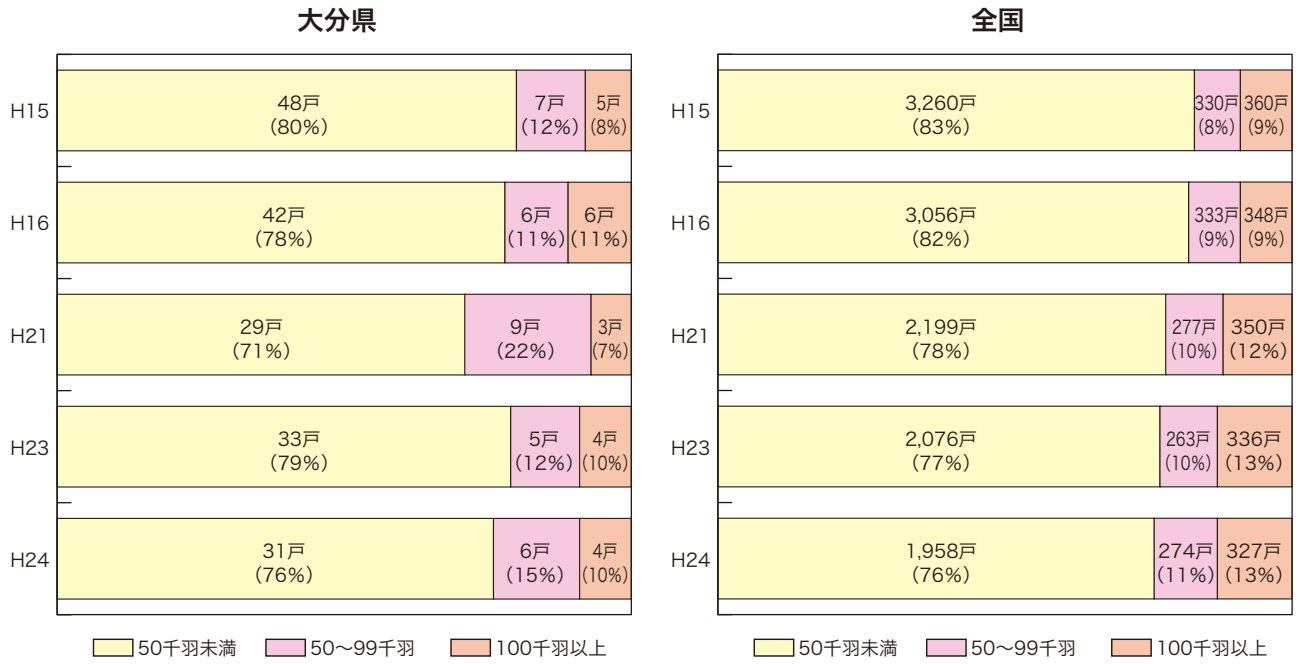 大分県
H15
48戸
(80%)
7戸
(12%)
5戸
(8%)
H16
42戸
(78%)
6戸
(11%)
6戸
(11%)
H21
29戸
(71%)
9戸
(22%)
3戸
(7%)
H23
33戸
(79%)
5戸
(12%)
4戸
(10%)
H24
31戸
(76%)
6戸
(15%)
4戸
(10%)
50千羽未満
50～99千羽
100千羽以上
全国
H15
3,260戸
(83%)
330戸
(8%)
360戸
(9%)
H16
3,056戸
(82%)
333戸
(9%)
348戸
(9%)
H21
2,199戸
(78%)
277戸
(10%)
350戸
(12%)
H23
2,076戸
(77%)
263戸
(10%)
336戸
(13%)
H24
1,958戸
(76%)
274戸
(11%)
327戸
(13%)
50千羽未満
50～99千羽
100千羽以上